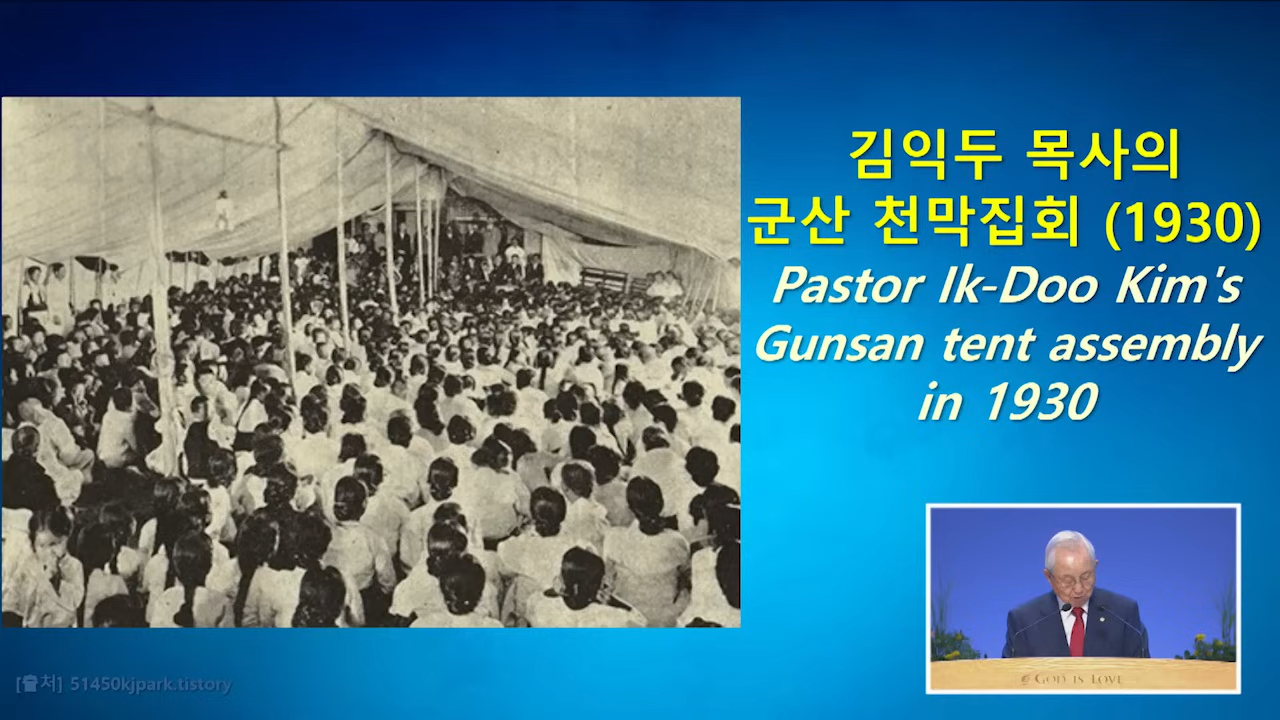 김익두 목사의
군산 천막집회 (1930)
Pastor Ik-Doo Kim's
Gunsan tent assembly
in 1930
[출처] 51450kjpark.tistory
GOD IS LOVE